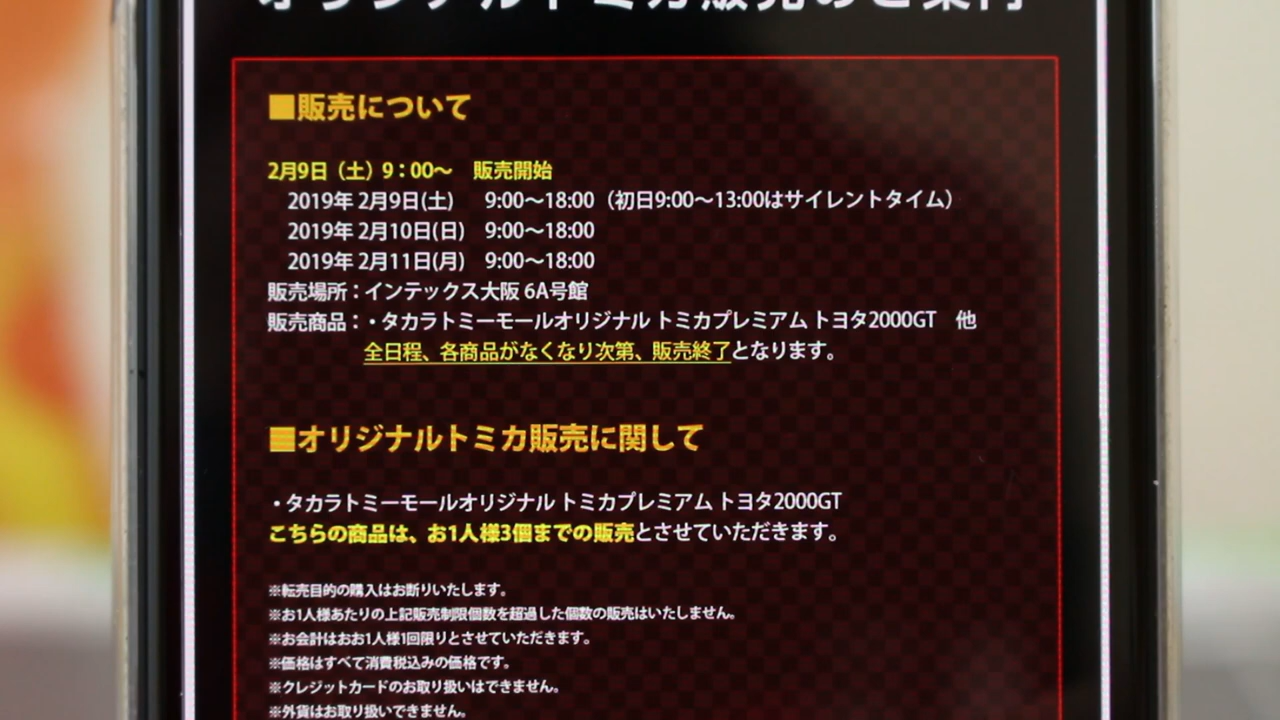 オリジナルトミカ販売のご案内
■販売について
2月9日（土）9：00〜　販売開始
2019年 2月9日(土)　9:00〜18:00（初日9:00〜13:00はサイレントタイム）
2019年 2月10日(日)　9:00〜18:00
2019年 2月11日(月)　9:00〜18:00
販売場所：インテックス大阪 6A号館
販売商品：・タカラトミーモールオリジナル トミカプレミアム トヨタ2000GT　他
全日程、各商品がなくなり次第、販売終了となります。
■オリジナルトミカ販売に関して
・タカラトミーモールオリジナル トミカプレミアム トヨタ2000GT
こちらの商品は、お1人様3個までの販売とさせていただきます。
※転売目的の購入はお断りいたします。
※お1人様あたりの上記販売制限個数を超過した個数の販売はいたしません。
※お会計はおお1人様1回限りとさせていただきます。
※価格はすべて消費税込みの価格です。
※クレジットカードのお取り扱いはできません。
※外貨はお取り扱いできません。